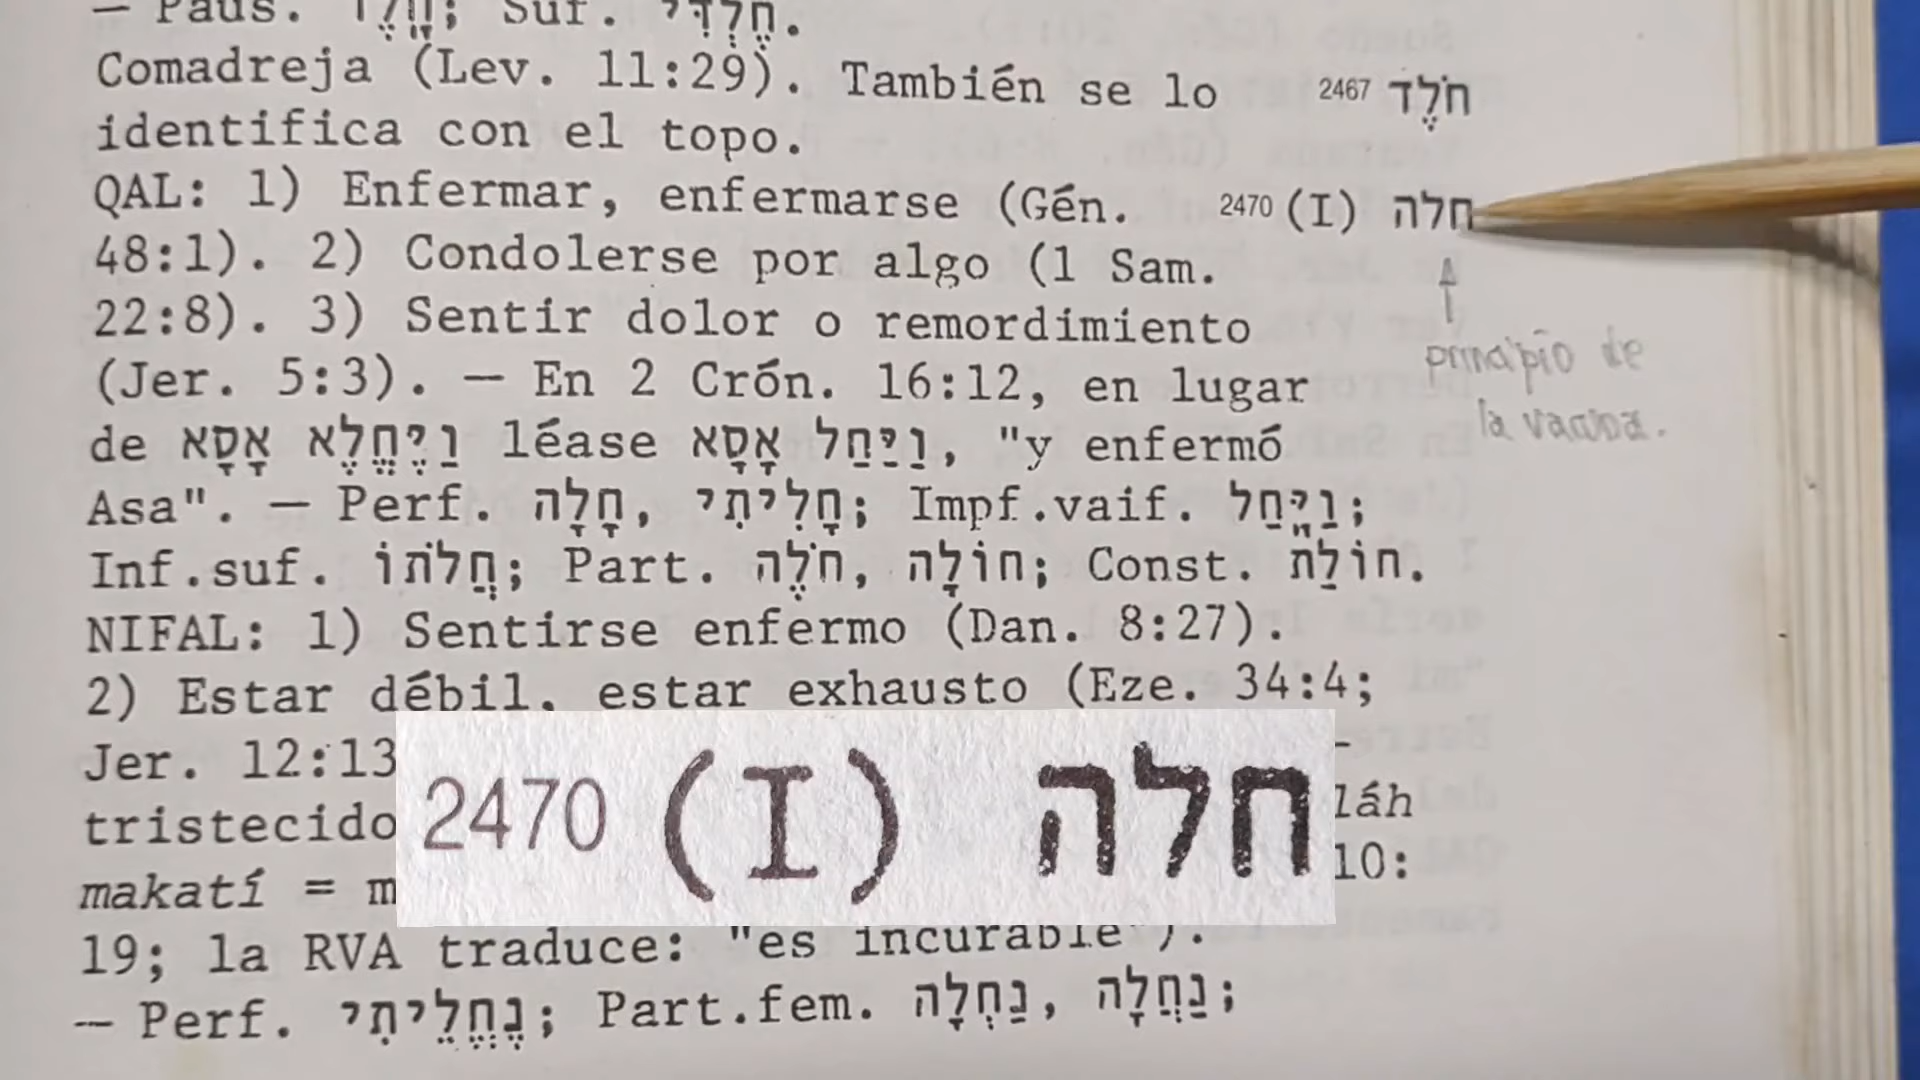 — Paus. חָלֶד; Suf. חֶלְדִּי.
Comadreja (Lev. 11:29). También se lo 2467 חֹלֶד
identifica con el topo.
QAL: 1) Enfermar, enfermarse (Gén. 2470 (I) חלה
48:1). 2) Condolerse por algo (1 Sam.
22:8). 3) Sentir dolor o remordimiento
(Jer. 5:3). — En 2 Crón. 16:12, en lugar
de וַיֶּחֱלֶא אָסָא léase וַיַּחַל אָסָא, "y enfermó
Asa". — Perf. חָלָה, חָלִיתִי; Impf.vaif. וַיָּחַל;
Inf.suf. חֲלֹתוֹ; Part. חֹלֶה, חוֹלָה; Const. חוֹלַת.
NIFAL: 1) Sentirse enfermo (Dan. 8:27).
2) Estar débil, estar exhausto (Eze. 34:4;
Jer. 12:13
tristecido láh
makatí = m 10:
19; la RVA traduce: "es incurable").
— Perf. נֶחֱלֵיתִי; Part.fem. נַחְלָה, נַחֲלָה;
principio de
la vacuna.
2470 (I) חלה